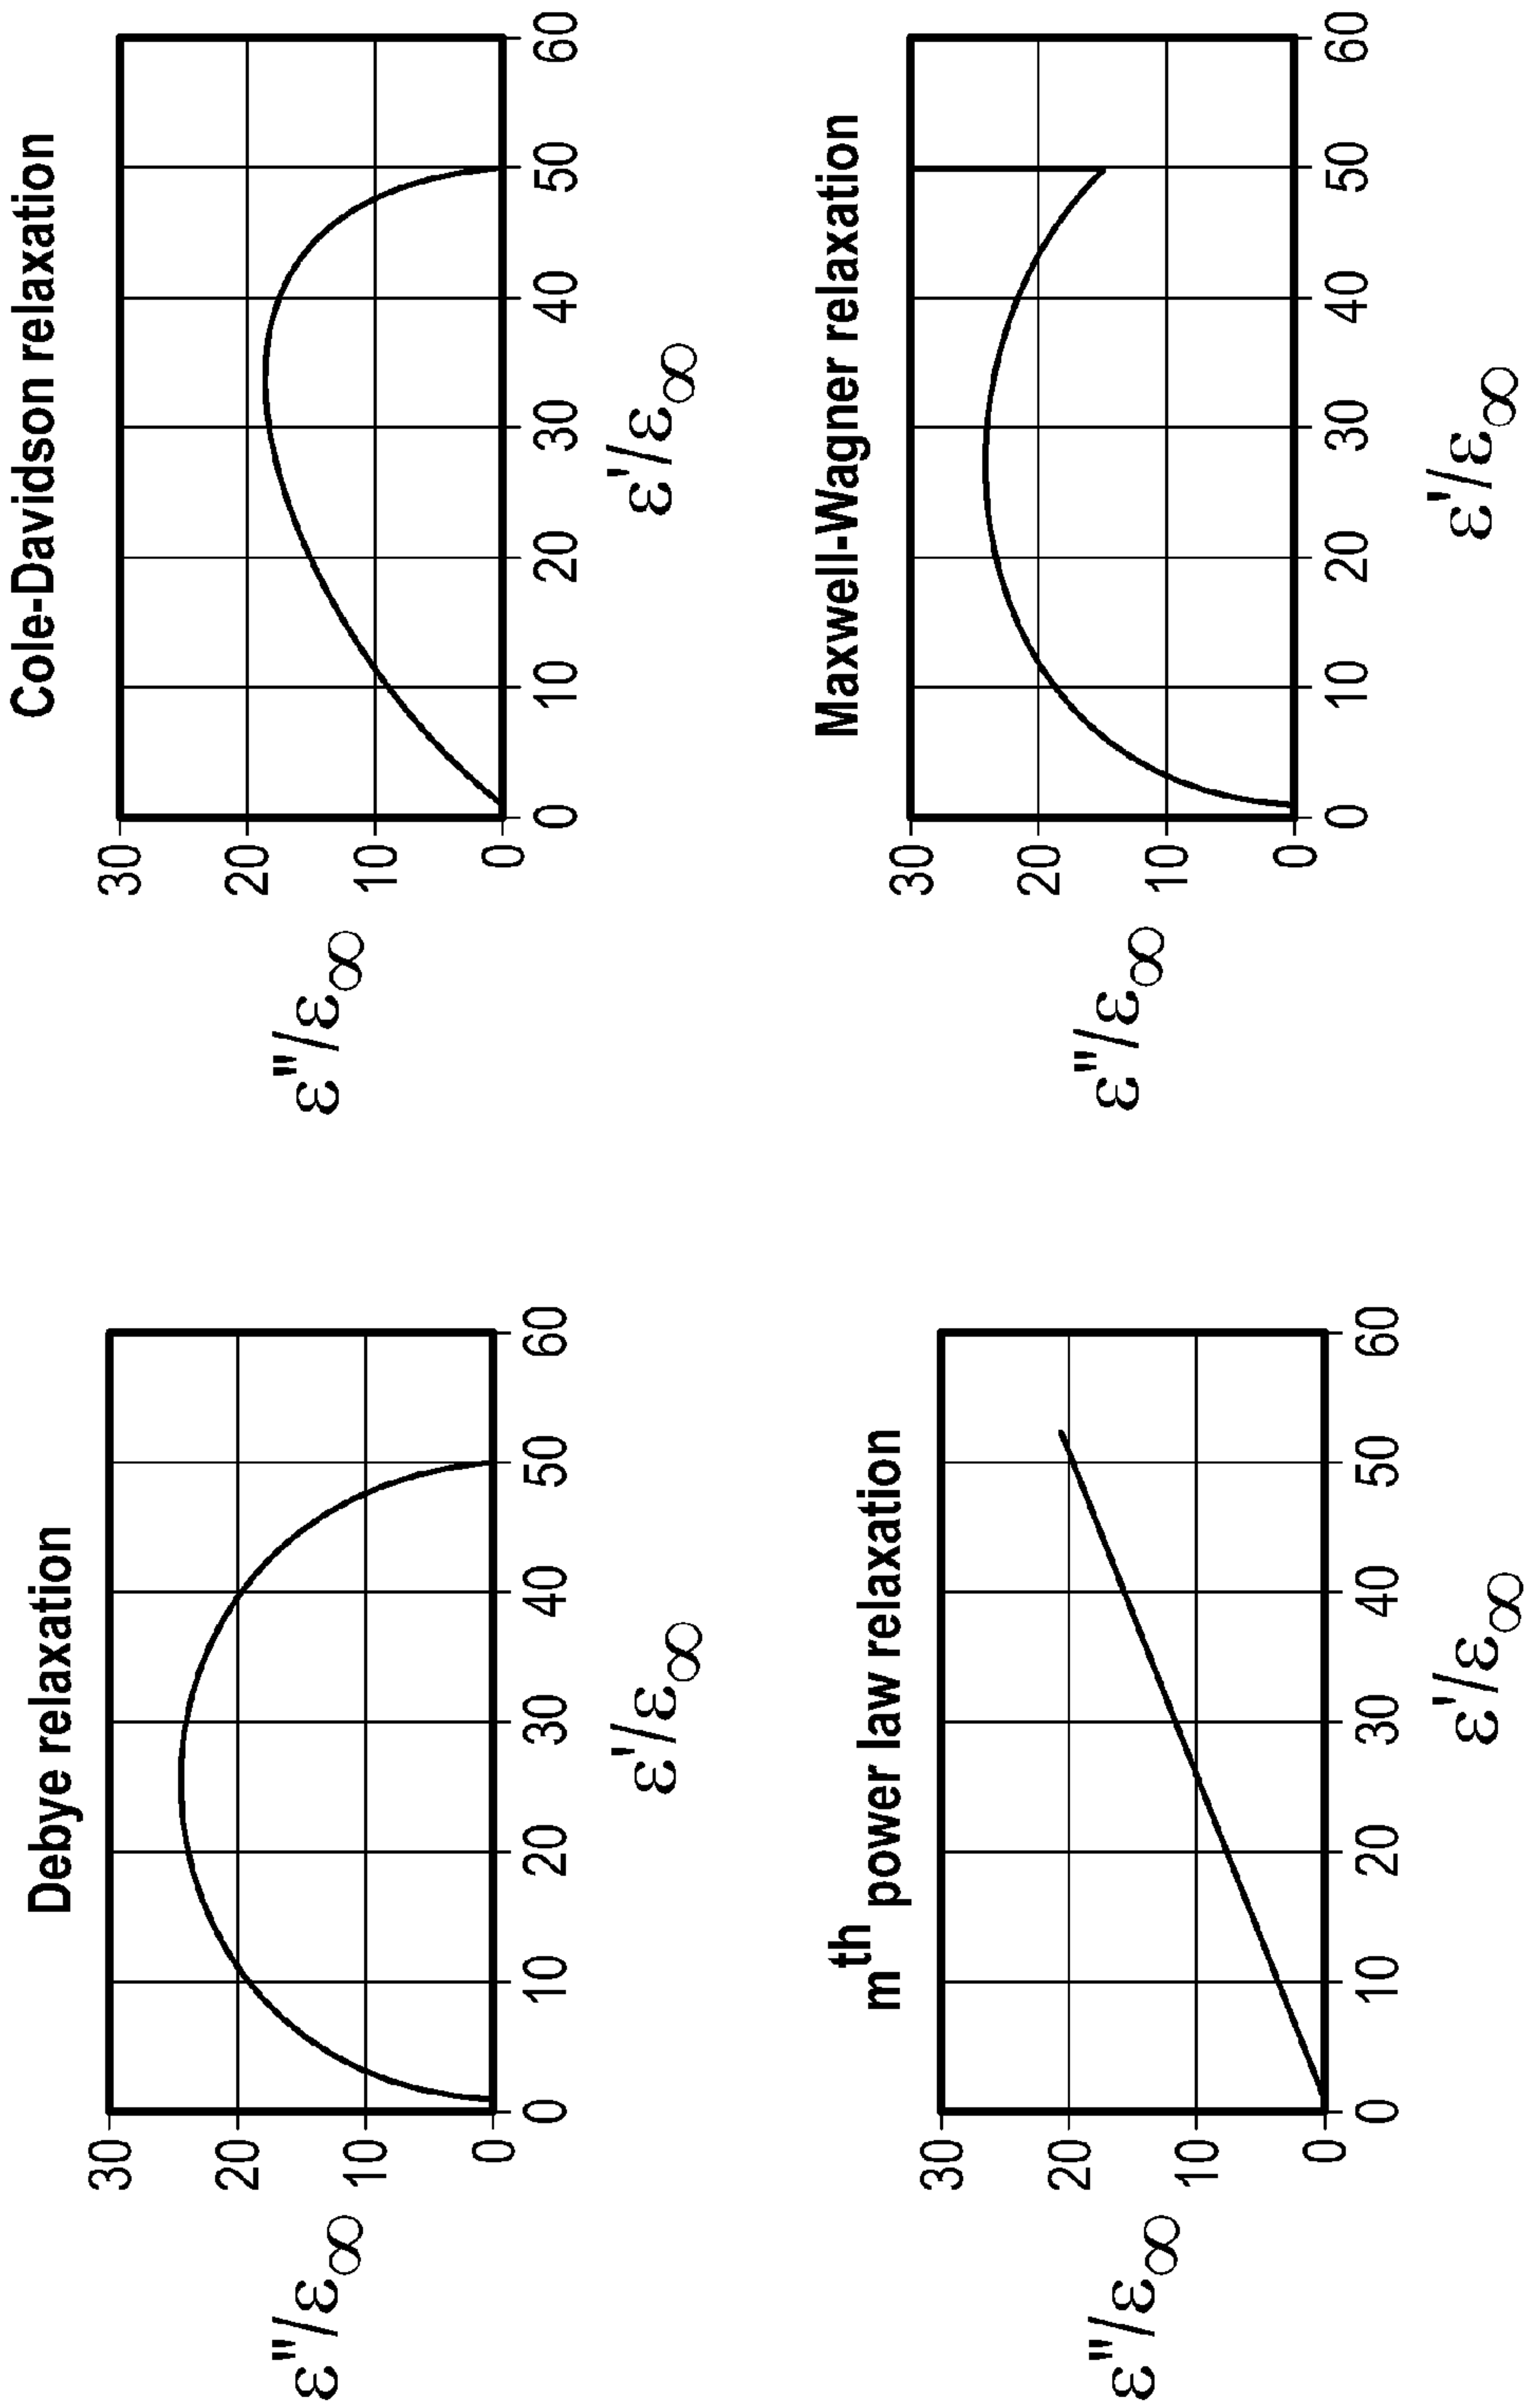 Debye relaxation
ε''/ε∞
30
20
10
0
0 10 20 30 40 50 60
ε'/ε∞
Cole-Davidson relaxation
ε''/ε∞
30
20
10
0
0 10 20 30 40 50 60
ε'/ε∞
mth power law relaxation
ε''/ε∞
30
20
10
0
0 10 20 30 40 50 60
ε'/ε∞
Maxwell-Wagner relaxation
ε''/ε∞
30
20
10
0
0 10 20 30 40 50 60
ε'/ε∞